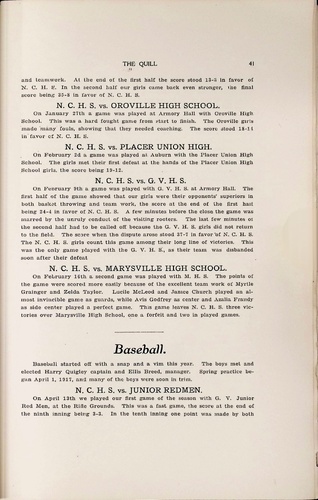 THE QUILL 41
and teamwork. At the end of the first half the score stood 13-5 in favor of
N. C. H. S. In the second half our girls came back even stronger, the final
score being 35-8 in favor of N. C. H. S.
N. C. H. S. vs. OROVILLE HIGH SCHOOL.
On January 27th a game was played at Armory Hall with Oroville High
School. This was a hard fought game from start to finish. The Oroville girls
made many fouls, showing that they needed coaching. The score stood 18-14
in favor of N. C. H. S.
N. C. H. S. vs. PLACER UNION HIGH.
On February 2d a game was played at Auburn with the Placer Union High
School. The girls met their first defeat at the hands of the Placer Union High
School girls, the score being 19-12.
N. C. H. S. vs. G. V. H. S.
On February 9th a game was played with G. V. H. S. at Armory Hall. The
first half of the game showed that our girls were their opponents' superiors in
both basket throwing and team work, the score at the end of the first half
being 24-4 in favor of N. C. H. S. A few minutes before the close the game was
marred by the unruly conduct of the visiting rooters. The last few minutes of
the second half had to be called off because the G. V. H. S. girls did not return
to the field. The score when the dispute arose stood 27-7 in favor of N. C. H. S.
The N. C. H. S. girls count this game among their long line of victories. This
was the only game played with the G. V. H. S., as their team was disbanded
soon after their defeat
N. C. H. S. vs. MARYSVILLE HIGH SCHOOL.
On February 16th a second game was played with M. H. S. The points of
the game were scored more easily because of the excellent team work of Myrtle
Grainger and Zelda Taylor. Lucile McLeod and Janice Church played an al-
most invincible game as guards, while Avis Godfrey as center and Amelia Frandy
as side center played a perfect game. This game leaves N. C. H. S. three vic-
tories over Marysville High School, one a forfeit and two in played games.
Baseball.
Baseball started off with a snap and a vim this year. The boys met and
elected Harry Quigley captain and Ellis Breed, manager. Spring practice be-
gan April 1, 1917, and many of the boys were soon in trim.
N. C. H. S. vs. JUNIOR REDMEN.
On April 13th we played our first game of the season with G. V. Junior
Red Men, at the Rifle Grounds. This was a fast game, the score at the end of
the ninth inning being 2-2. In the tenth inning one point was made by both